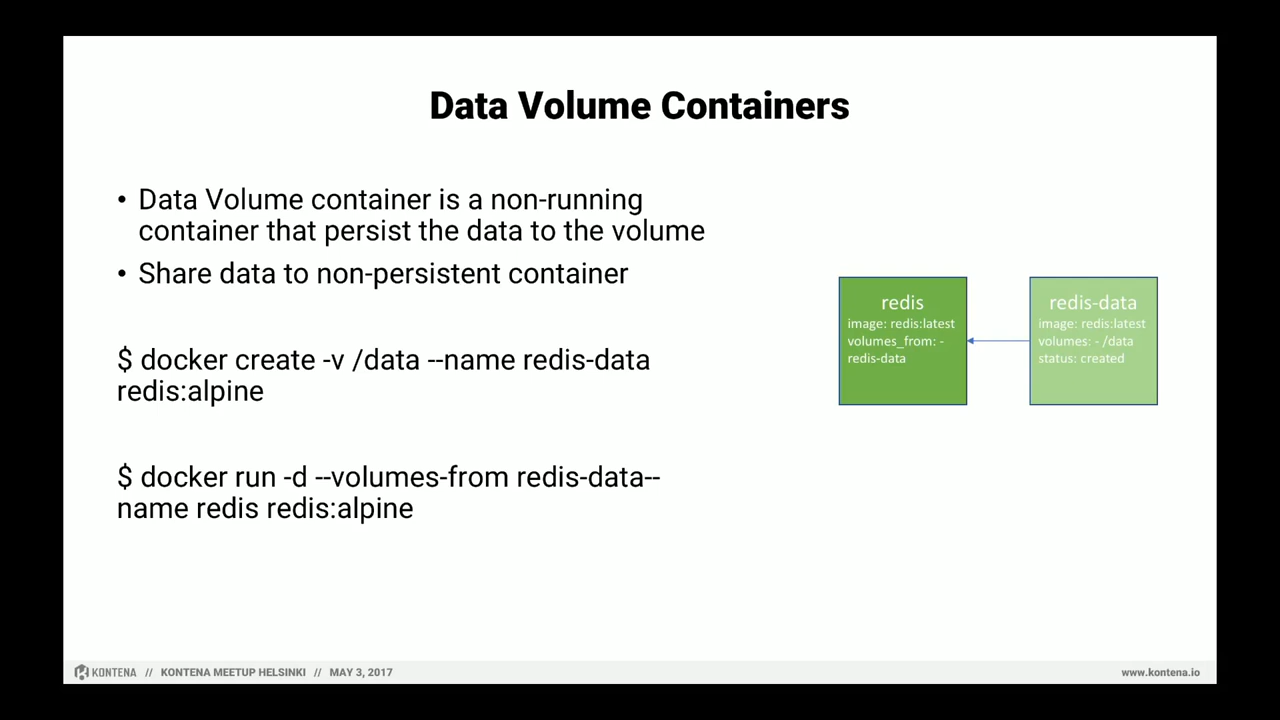 Data Volume Containers
• Data Volume container is a non-running
container that persist the data to the volume
• Share data to non-persistent container
$ docker create -v /data --name redis-data
redis:alpine
$ docker run -d --volumes-from redis-data--
name redis redis:alpine
redis
image: redis:latest
volumes_from: -
redis-data
redis-data
image: redis:latest
volumes: - /data
status: created
KONTENA // KONTENA MEETUP HELSINKI // MAY 3, 2017
www.kontena.io